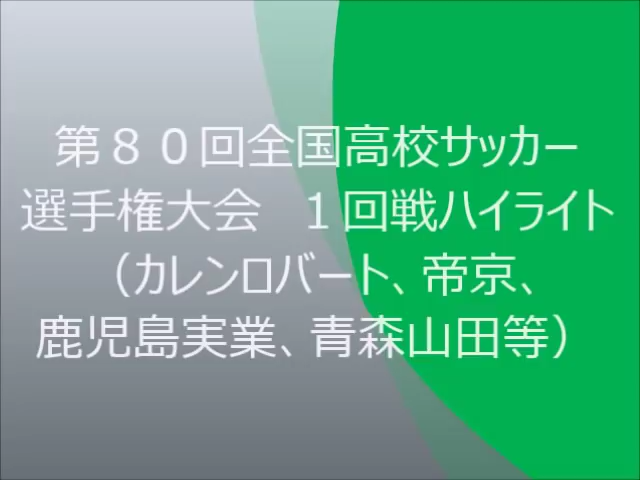 第８０回全国高校サッカー
選手権大会　１回戦ハイライト
（カレンロバート、帝京、
鹿児島実業、青森山田等）